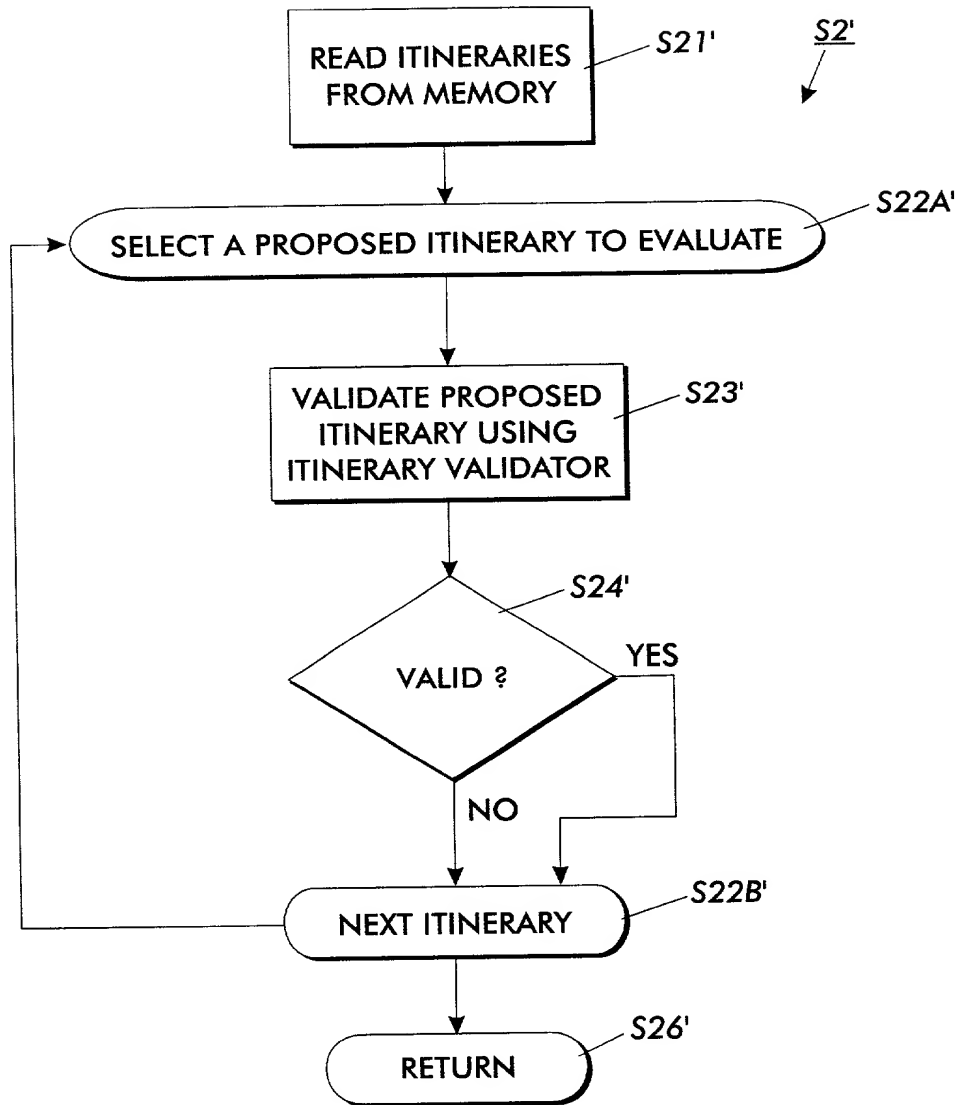 S2'
READ ITINERARIES
FROM MEMORY
S21'
S22A'
SELECT A PROPOSED ITINERARY TO EVALUATE
VALIDATE PROPOSED
ITINERARY USING
ITINERARY VALIDATOR
S23'
S24'
VALID ?
YES
NO
S22B'
NEXT ITINERARY
S26'
RETURN